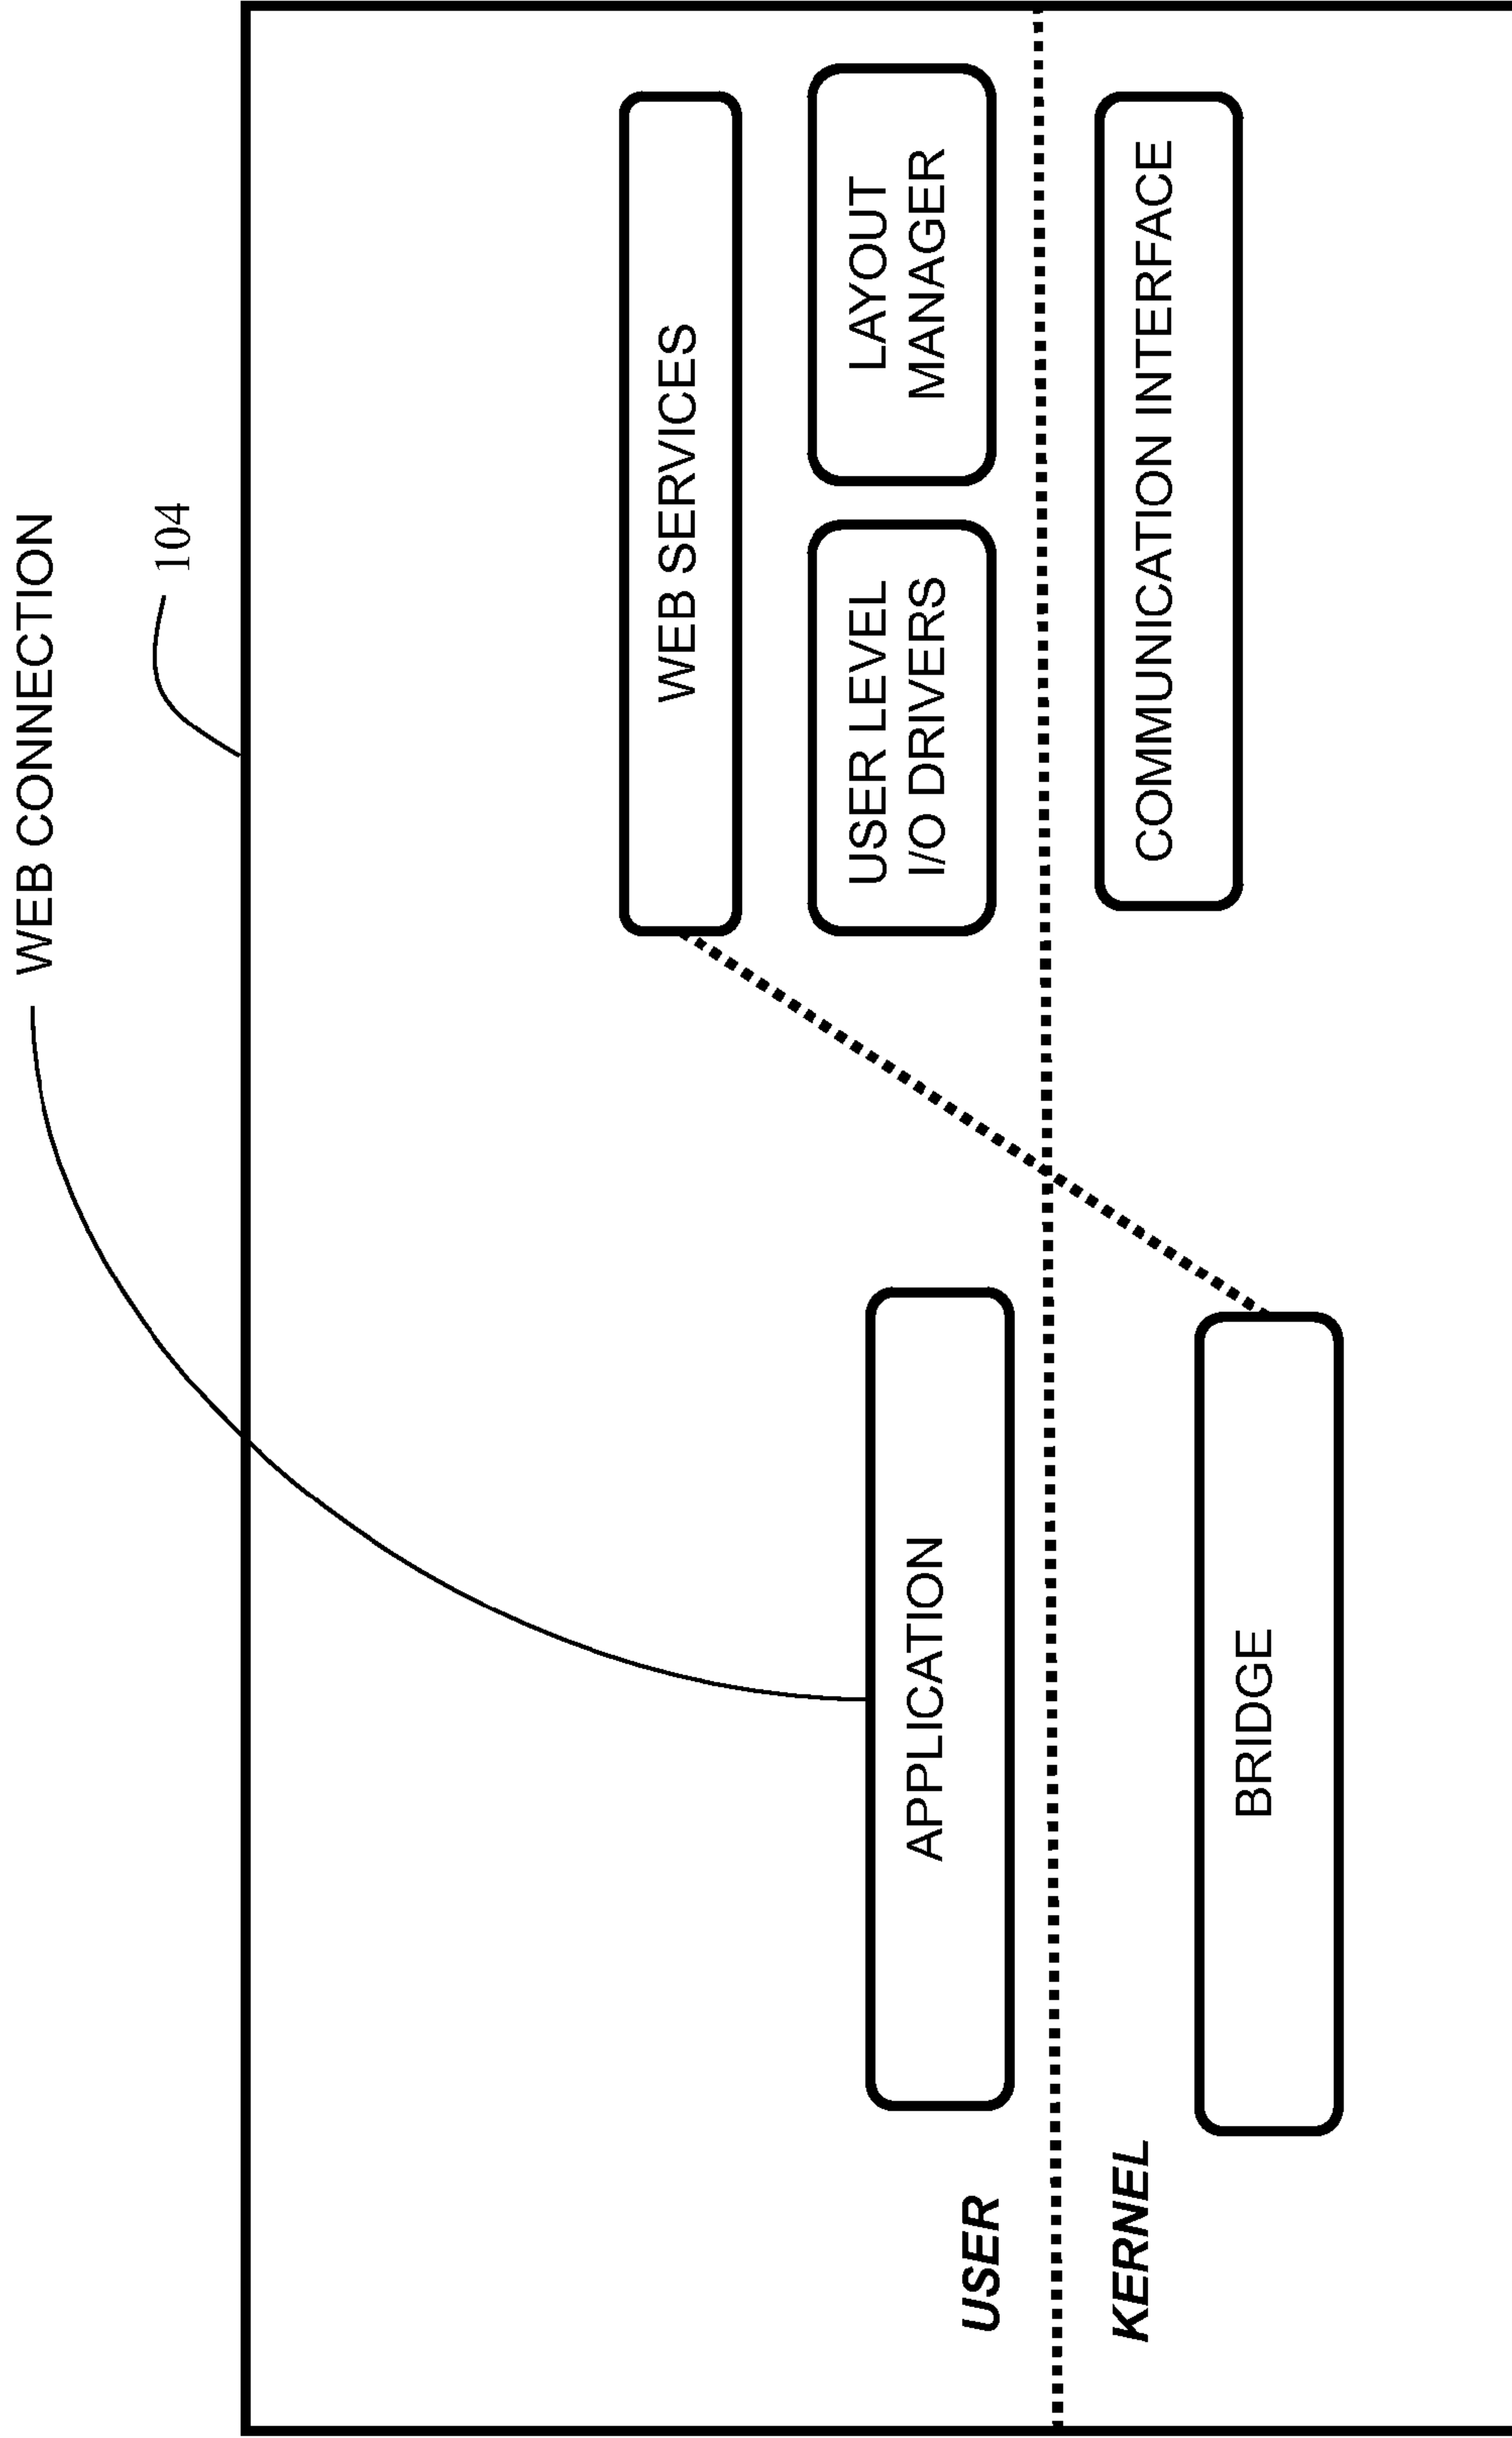 WEB CONNECTION
104
WEB SERVICES
USER LEVEL
I/O DRIVERS
LAYOUT
MANAGER
APPLICATION
USER
KERNEL
COMMUNICATION INTERFACE
BRIDGE